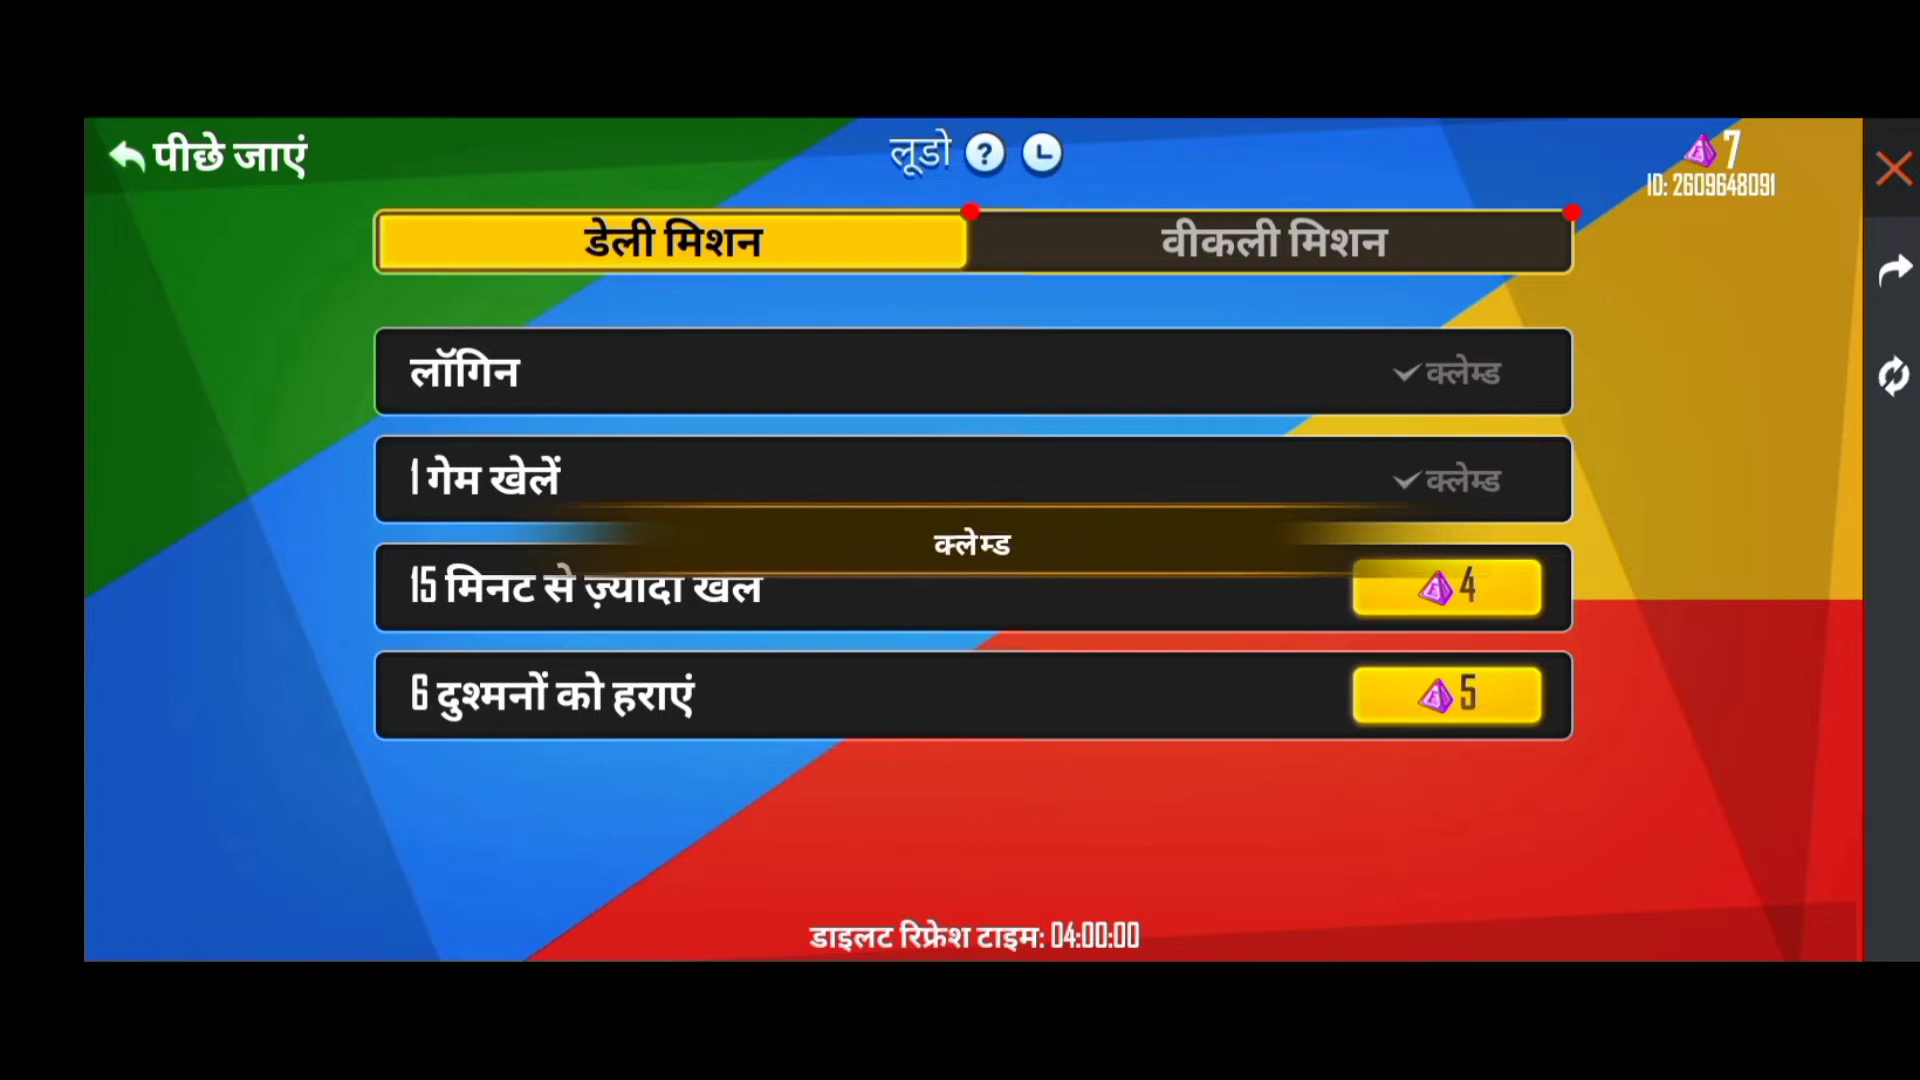 पीछे जाएं
लूडो ?
7
ID: 2609648091
डेली मिशन
वीकली मिशन
लॉगिन
क्लेम्ड
1 गेम खेलें
क्लेम्ड
क्लेम्ड
15 मिनट से ज़्यादा खेलें
4
6 दुश्मनों को हराएं
5
डाइलट रिफ्रेश टाइम: 04:00:00